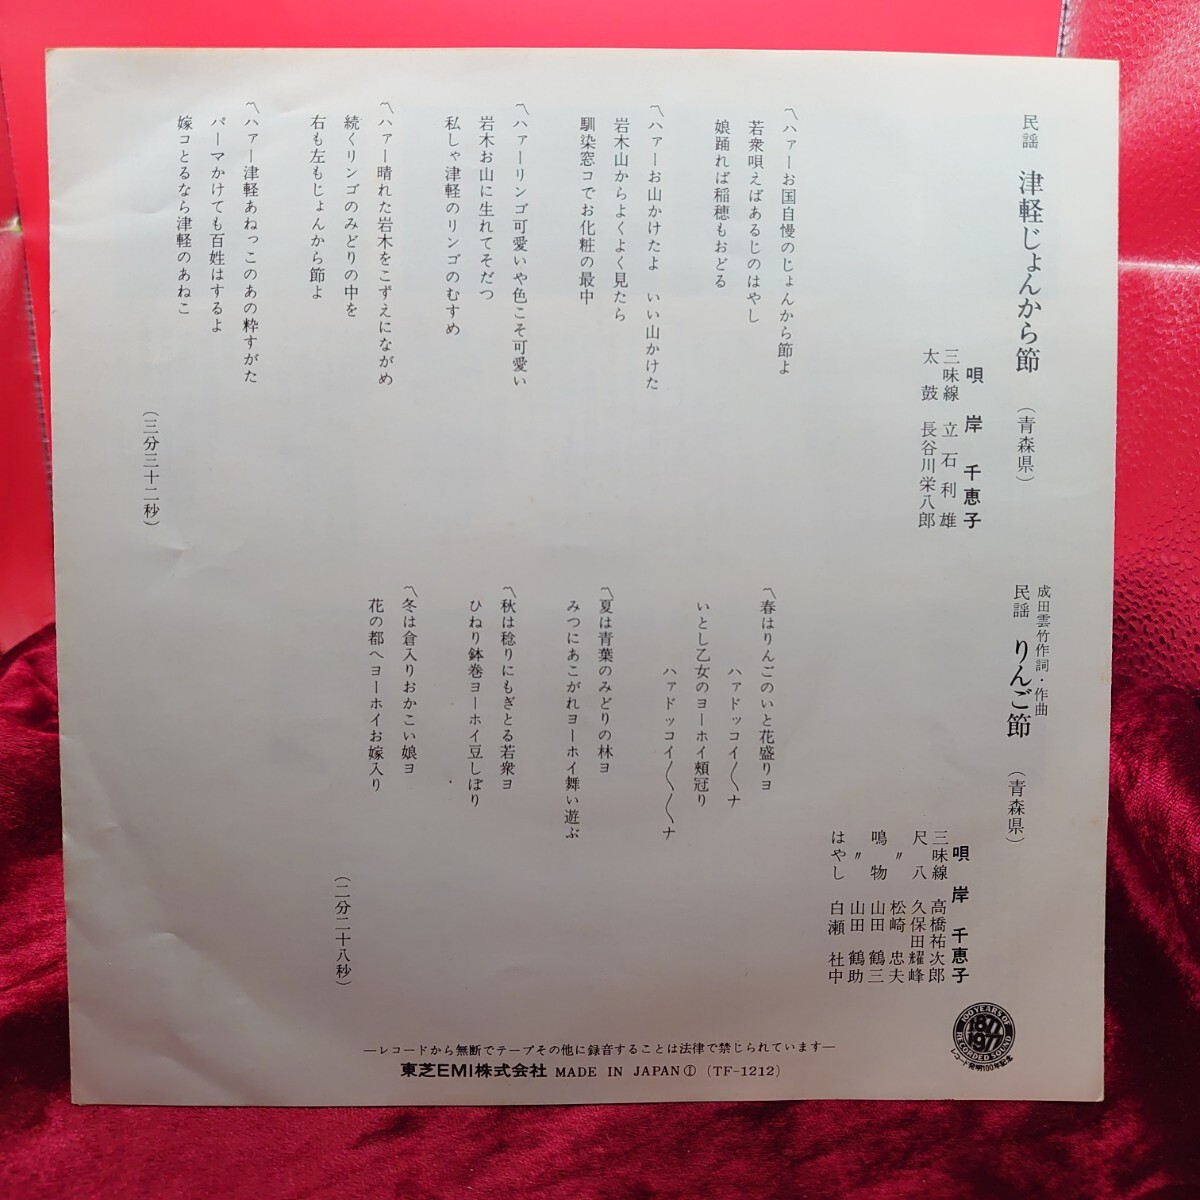 民謡 津軽じょんから節 (青森県)
唄 岸 千恵子
三味線 立石利雄
太鼓 長谷川栄八郎
〽ハァーお国自慢のじょんから節よ
若衆唄えばあるじのはやし
娘踊れば稲穂もおどる
〽ハァーお山かけたよ いい山かけた
岩木山からよくよく見たら
馴染窓コでお化粧の最中
〽ハァーリンゴ可愛いや色こそ可愛い
岩木お山に生れてそだつ
私しゃ津軽のリンゴのむすめ
〽ハァー晴れた岩木をこずえにながめ
続くリンゴのみどりの中を
右も左もじょんから節よ
〽ハァー津軽あねっこのあの粋すがた
パーマかけても百姓はするよ
嫁コとるなら津軽のあねこ
(三分三十二秒)
成田雲竹作詞・作曲
民謡 りんご節 (青森県)
唄 岸 千恵子
三味線 高橋祐次郎
尺八 久保田耀峰
〃 松崎忠夫
鳴物 山田鶴三
〃 山田鶴助
はやし 白瀬社中
〽春はりんごのいと花盛りヨ
ハァドッコイ〱ナ
いとし乙女のヨーホイ頬冠り
ハァドッコイ〱〱ナ
〽夏は青葉のみどりの林ヨ
みつにあこがれヨーホイ舞い遊ぶ
〽秋は稔りにもぎとる若衆ヨ
ひねり鉢巻ヨーホイ豆しぼり
〽冬は倉入りおかこい娘ヨ
花の都へヨーホイお嫁入り
(二分二十八秒)
100 YEARS OF
1877
1977
RECORDED SOUND
レコード発明100年記念
―レコードから無断でテープその他に録音することは法律で禁じられています―
東芝EMI株式会社 MADE IN JAPAN① (TF-1212)